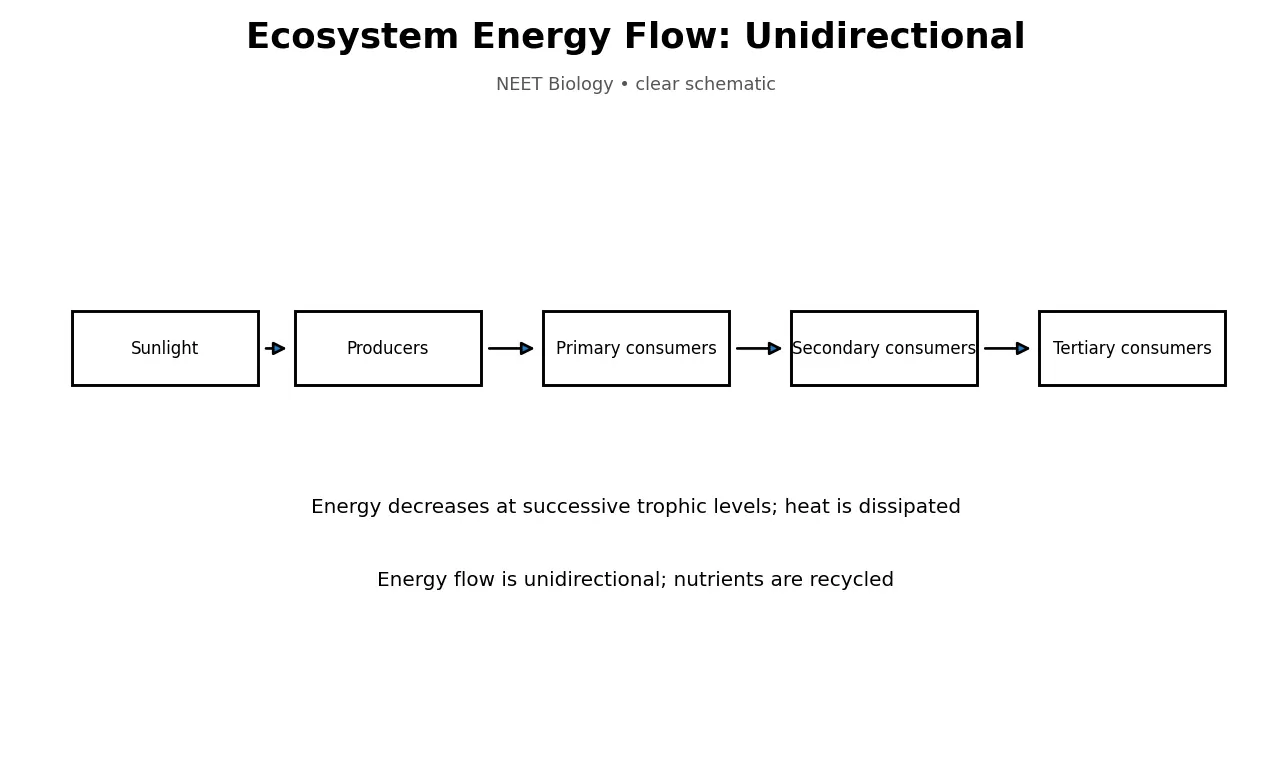 Ecosystem Energy Flow: Unidirectional
NEET Biology • clear schematic
Sunlight
Producers
Primary consumers
Secondary consumers
Tertiary consumers
Energy decreases at successive trophic levels; heat is dissipated
Energy flow is unidirectional; nutrients are recycled